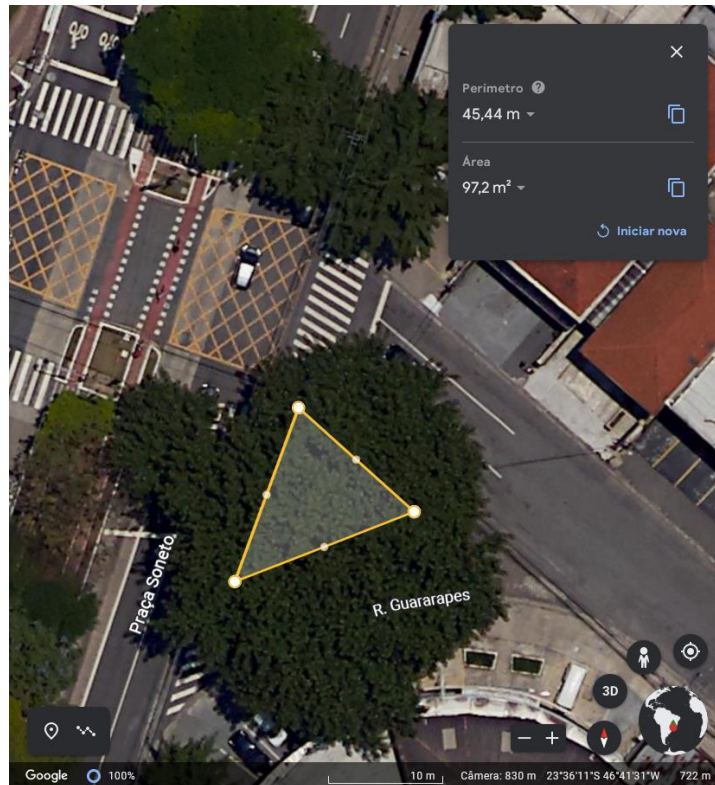 Perímetro
45,44 m
Área
97,2 m²
Iniciar nova
Praça Soneto
R. Guararapes
3D
Google 100% 10 m Câmera: 830 m 23°36'11"S 46°41'31"W 722 m